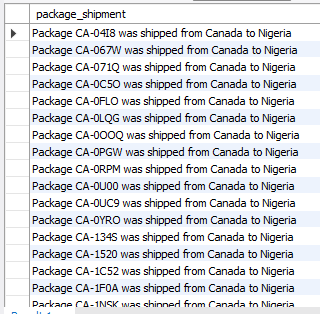 package_shipment
Package CA-04I8 was shipped from Canada to Nigeria
Package CA-067W was shipped from Canada to Nigeria
Package CA-071Q was shipped from Canada to Nigeria
Package CA-0C5O was shipped from Canada to Nigeria
Package CA-0FLO was shipped from Canada to Nigeria
Package CA-0LQG was shipped from Canada to Nigeria
Package CA-0OOQ was shipped from Canada to Nigeria
Package CA-0PGW was shipped from Canada to Nigeria
Package CA-0RPM was shipped from Canada to Nigeria
Package CA-0U00 was shipped from Canada to Nigeria
Package CA-0UC9 was shipped from Canada to Nigeria
Package CA-0YRO was shipped from Canada to Nigeria
Package CA-134S was shipped from Canada to Nigeria
Package CA-1520 was shipped from Canada to Nigeria
Package CA-1C52 was shipped from Canada to Nigeria
Package CA-1F0A was shipped from Canada to Nigeria
Package CA-1NSK was shipped from Canada to Nigeria